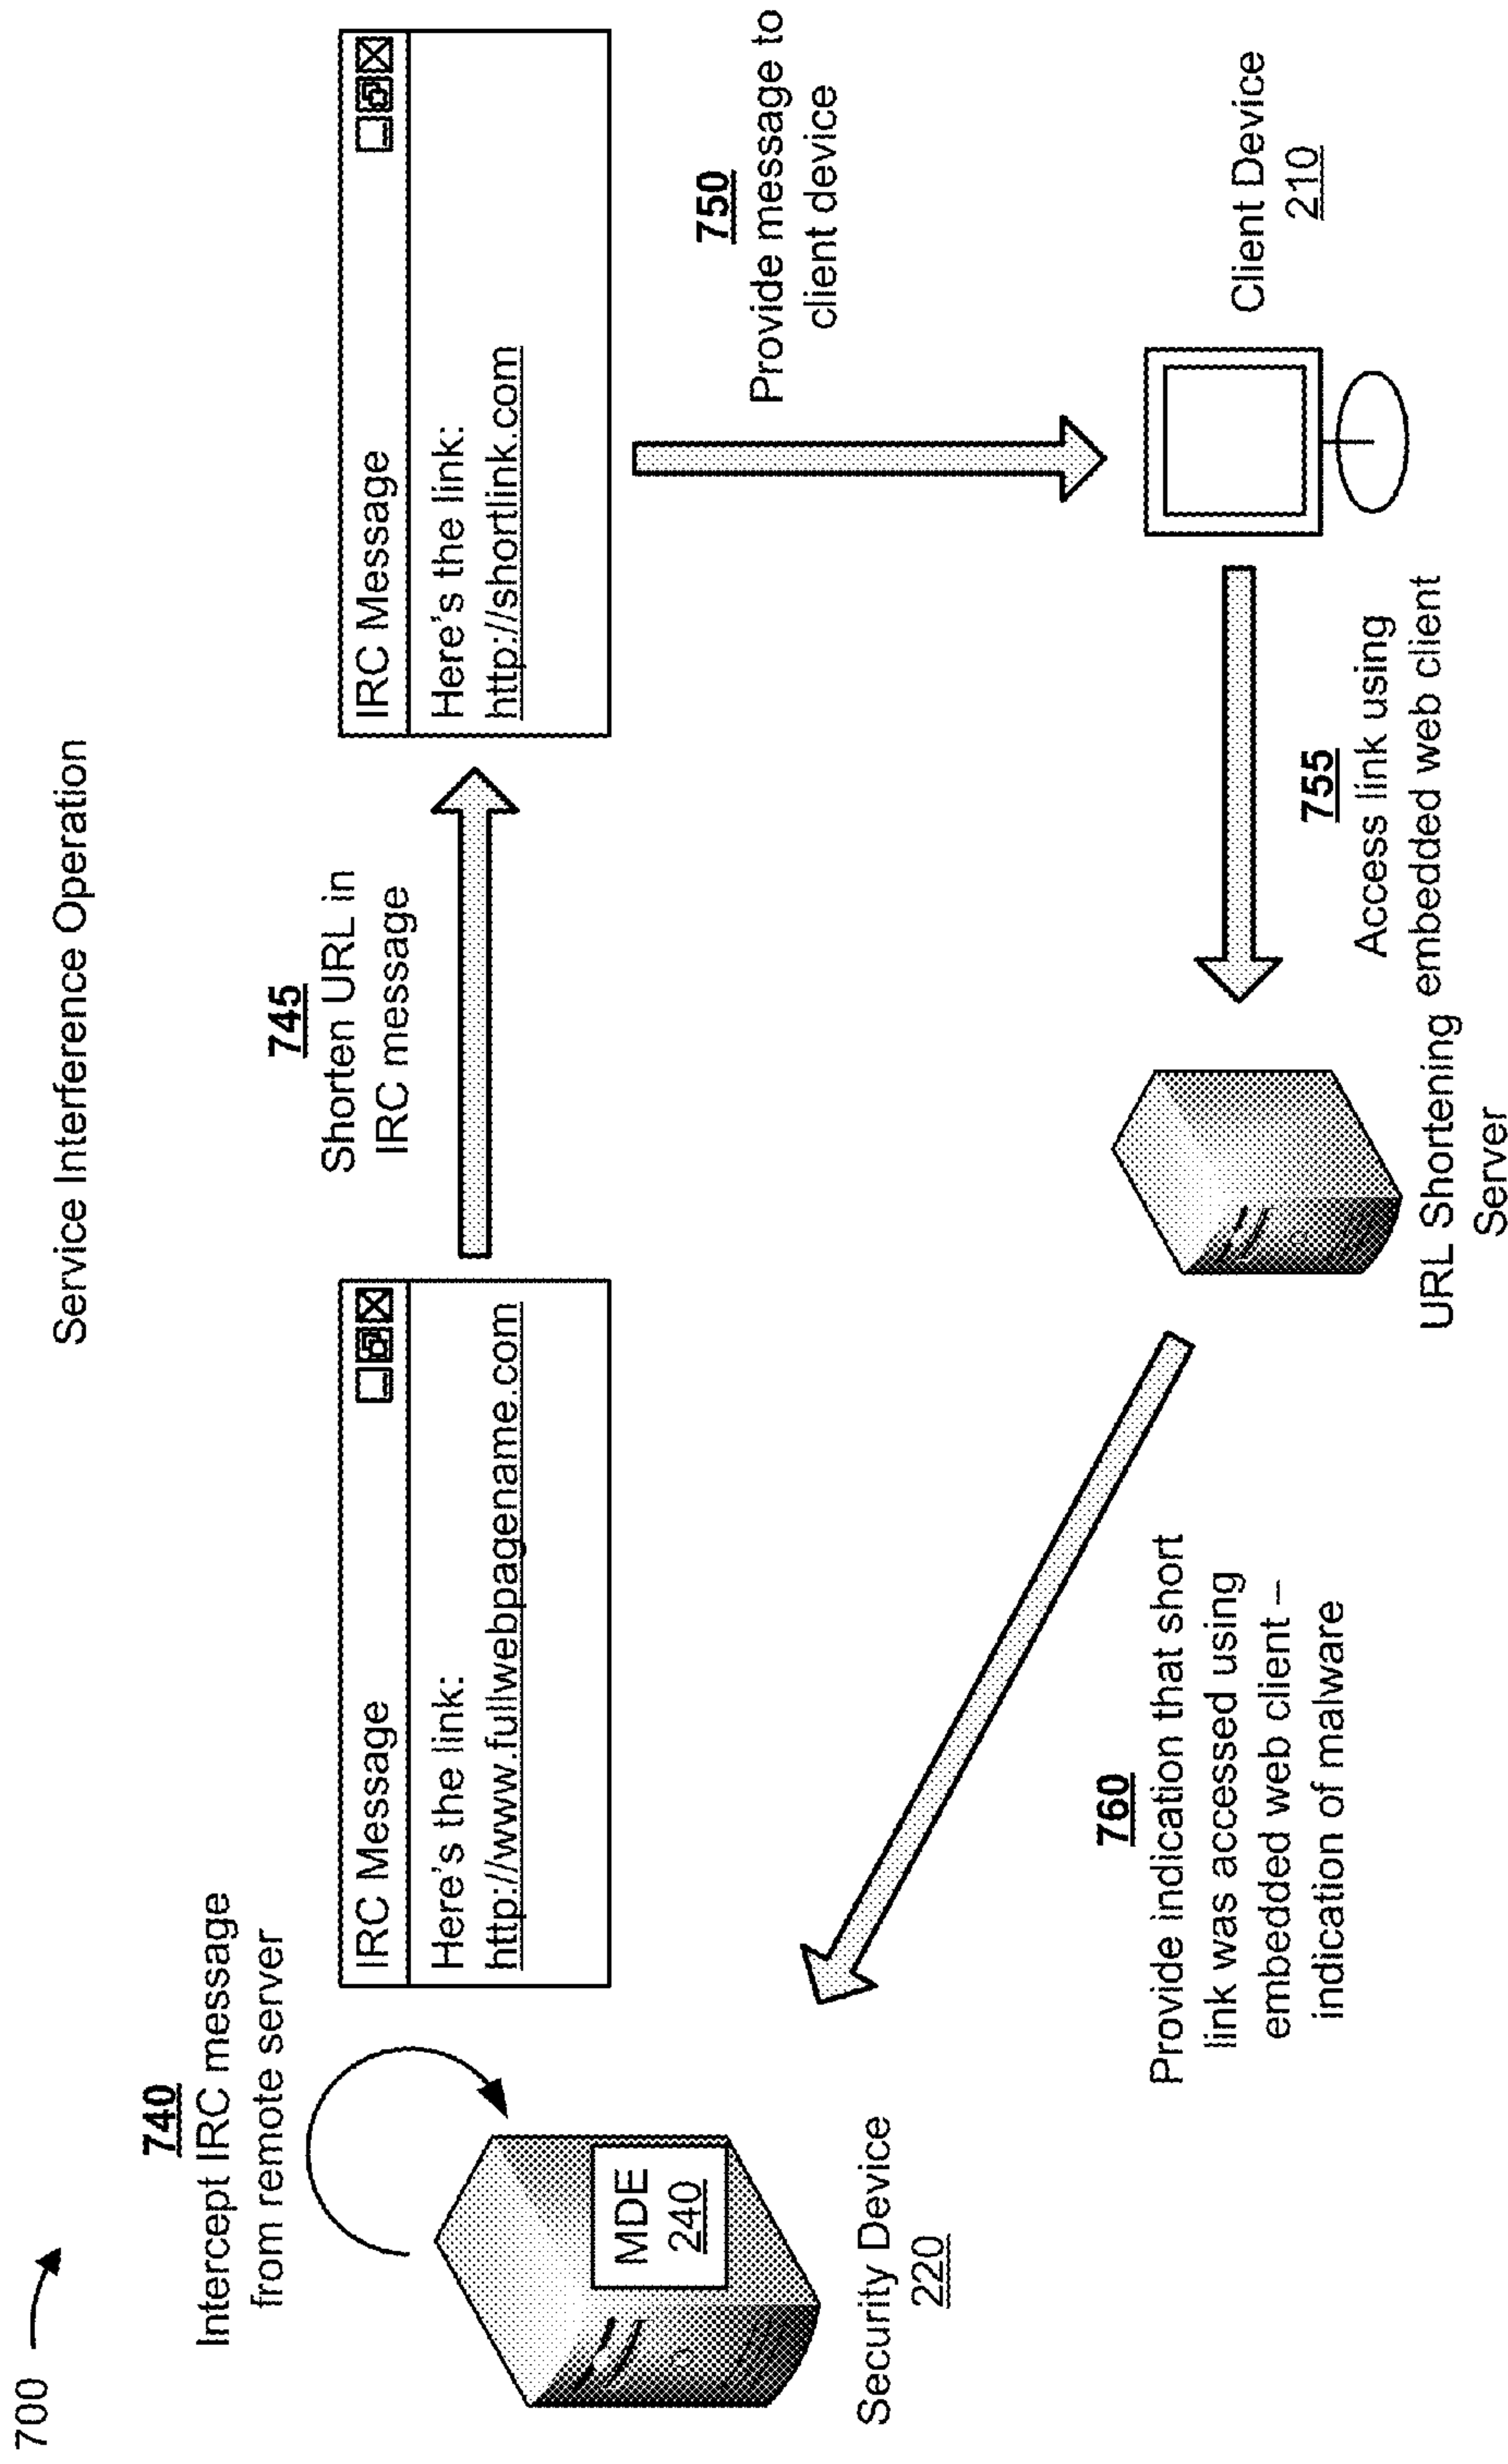 700
Service Interference Operation
740
Intercept IRC message
from remote server
IRC Message
Here's the link:
http://www.fullwebpagename.com
745
Shorten URL in
IRC message
IRC Message
Here's the link:
http://shortlink.com
MDE
240
Security Device
220
750
Provide message to
client device
Client Device
210
755
Access link using
embedded web client
URL Shortening
Server
760
Provide indication that short
link was accessed using
embedded web client –
indication of malware